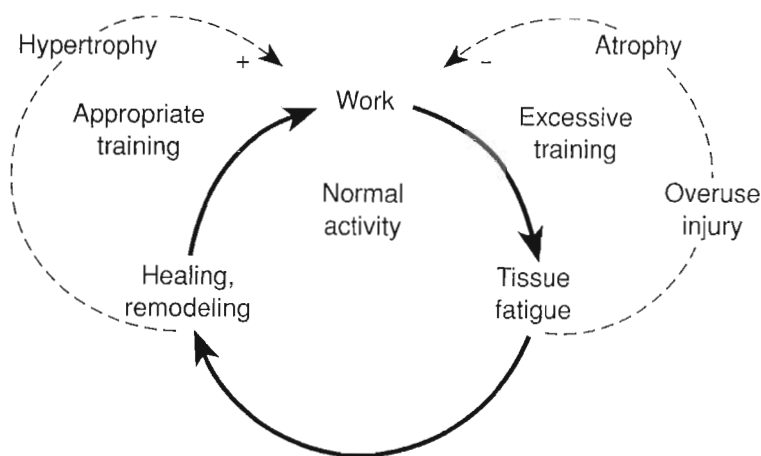 Hypertrophy
+
Work
−
Atrophy
Appropriate
training
Excessive
training
Normal
activity
Overuse
injury
Healing,
remodeling
Tissue
fatigue